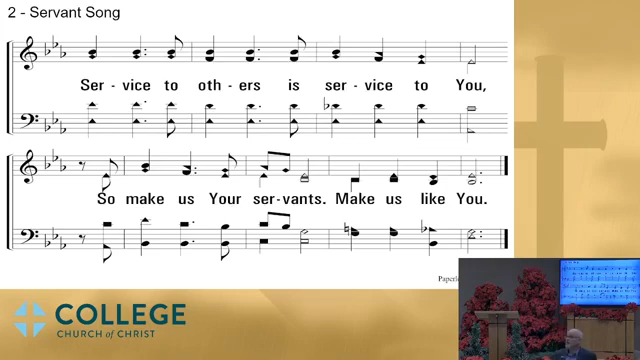 2 - Servant Song
Ser - vice to oth - ers is ser - vice to You,
So make us Your ser - vants. Make us like You.
Paperle
COLLEGE
CHURCH of CHRIST